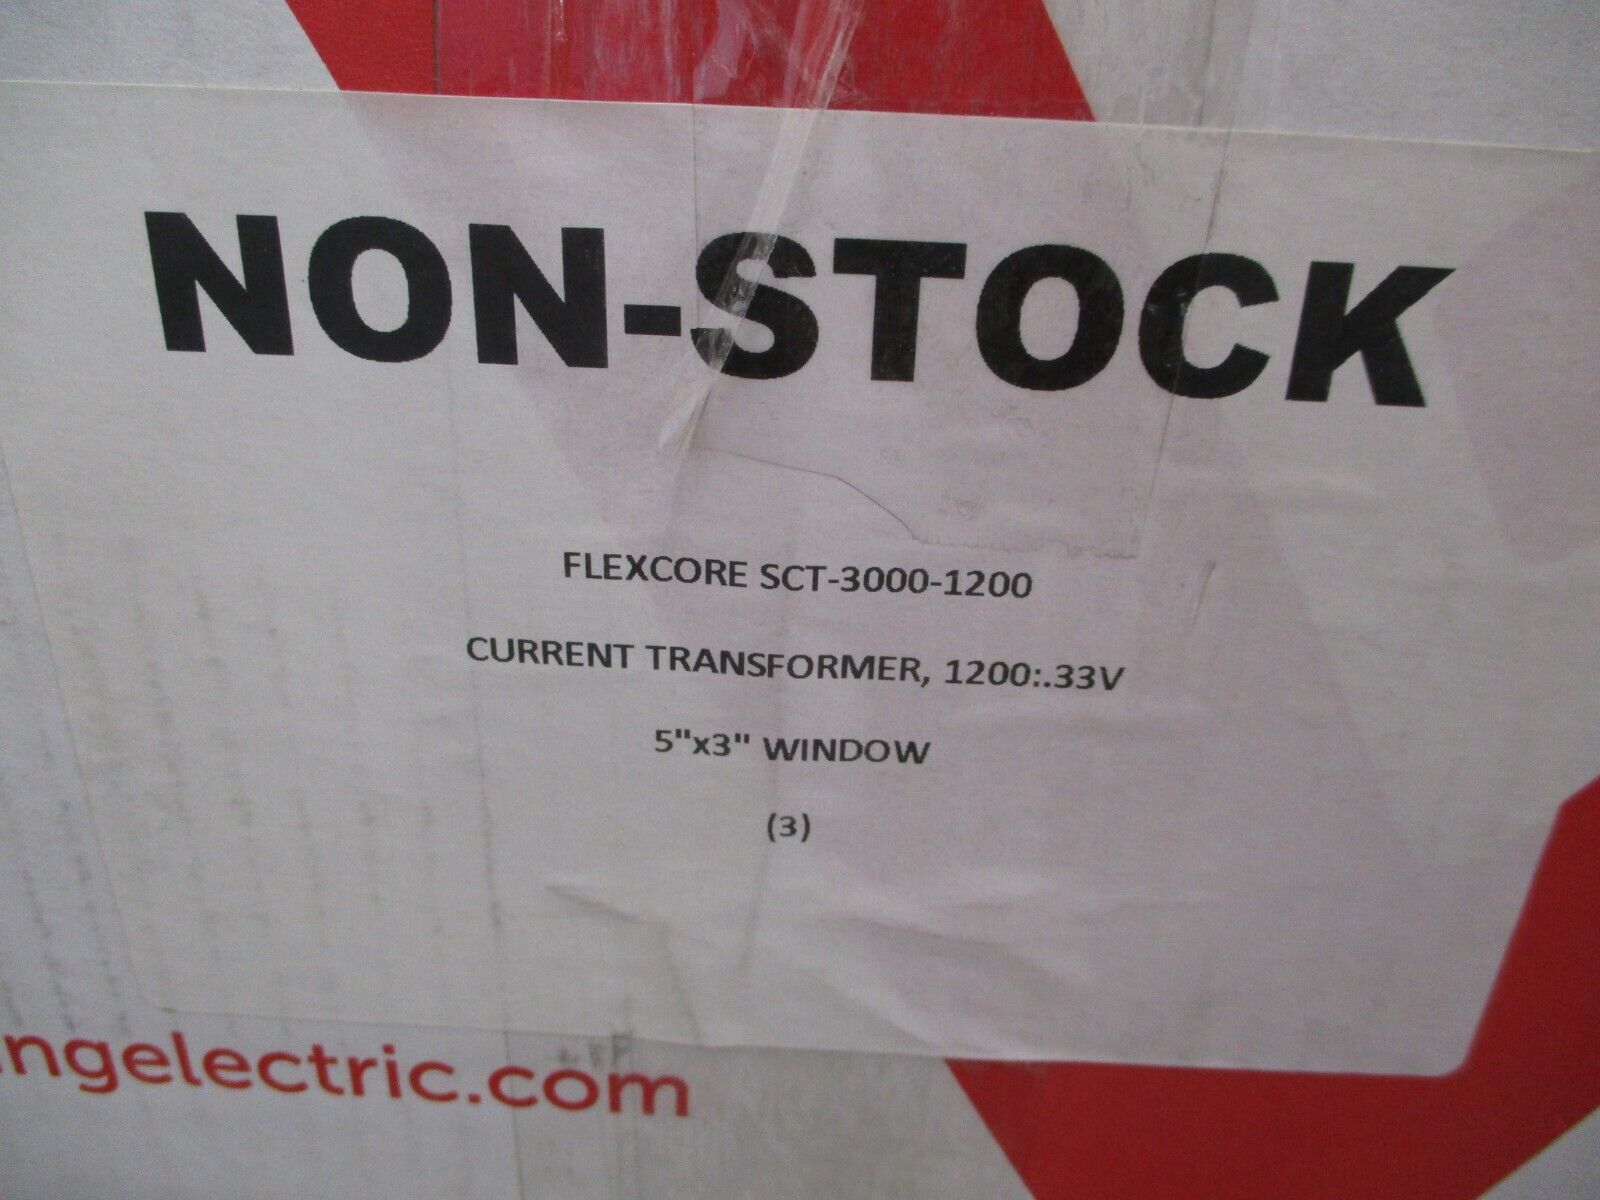 NON-STOCK
FLEXCORE SCT-3000-1200
CURRENT TRANSFORMER, 1200:.33V
5"x3" WINDOW
(3)
ngelectric.com